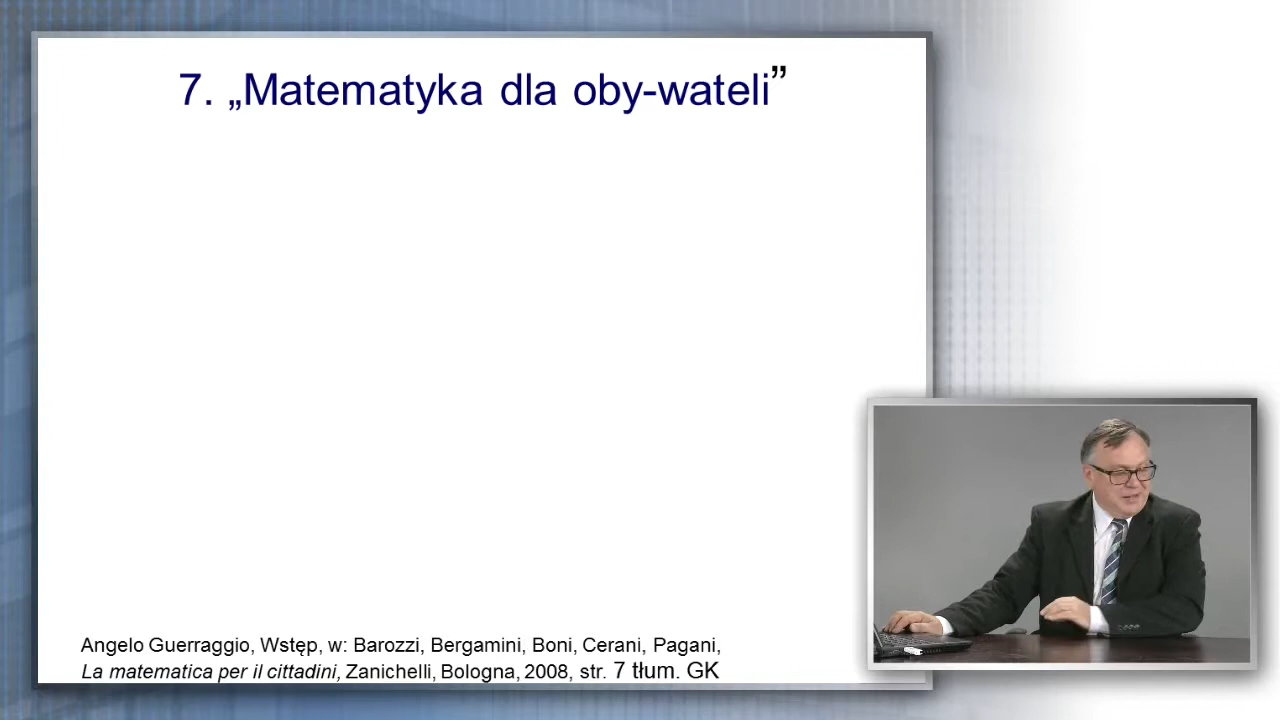 7. „Matematyka dla oby-wateli”
Angelo Guerraggio, Wstęp, w: Barozzi, Bergamini, Boni, Cerani, Pagani,
La matematica per il cittadini, Zanichelli, Bologna, 2008, str. 7 tłum. GK